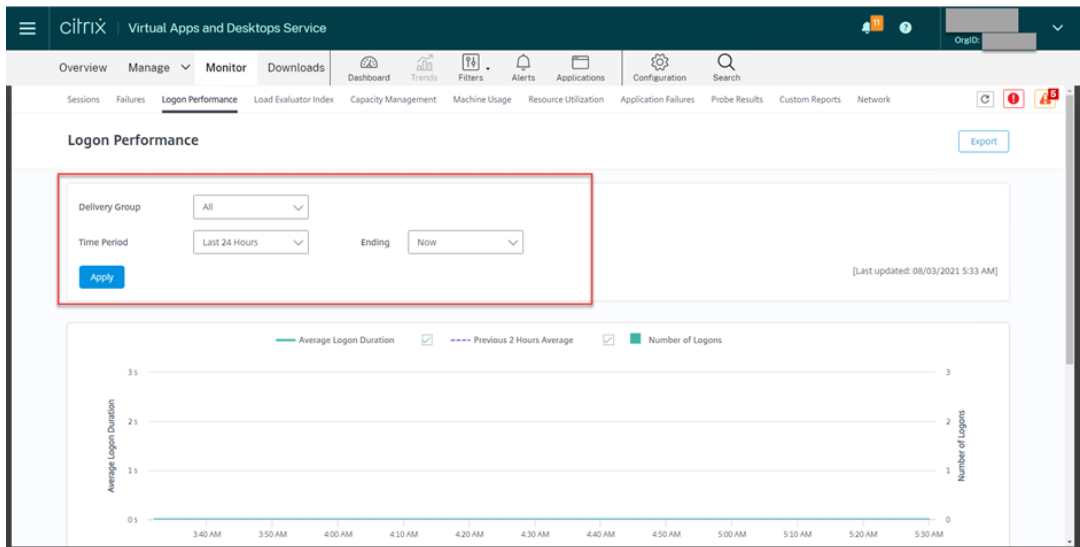 citrix | Virtual Apps and Desktops Service
11
?
OrgID:
Overview Manage Monitor Downloads Dashboard Trends Filters Alerts Applications Configuration Search
Sessions Failures Logon Performance Load Evaluator Index Capacity Management Machine Usage Resource Utilization Application Failures Probe Results Custom Reports Network
5
Logon Performance
Export
Delivery Group All
Time Period Last 24 Hours Ending Now
Apply
[Last updated: 08/03/2021 5:33 AM]
Average Logon Duration Previous 2 Hours Average Number of Logons
3 s 3
2 s 2
1 s 1
0 s 0
Average Logon Duration
Number of Logons
3:40 AM 3:50 AM 4:00 AM 4:10 AM 4:20 AM 4:30 AM 4:40 AM 4:50 AM 5:00 AM 5:10 AM 5:20 AM 5:30 AM